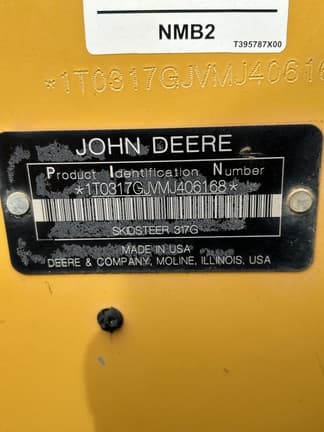 NMB2
T395787X00
*1T0317GJVMJ40616
JOHN DEERE
Product Identification Number
*1T0317GJVMJ406168*
SKIDSTEER 317G
MADE IN USA
DEERE & COMPANY, MOLINE, ILLINOIS, USA